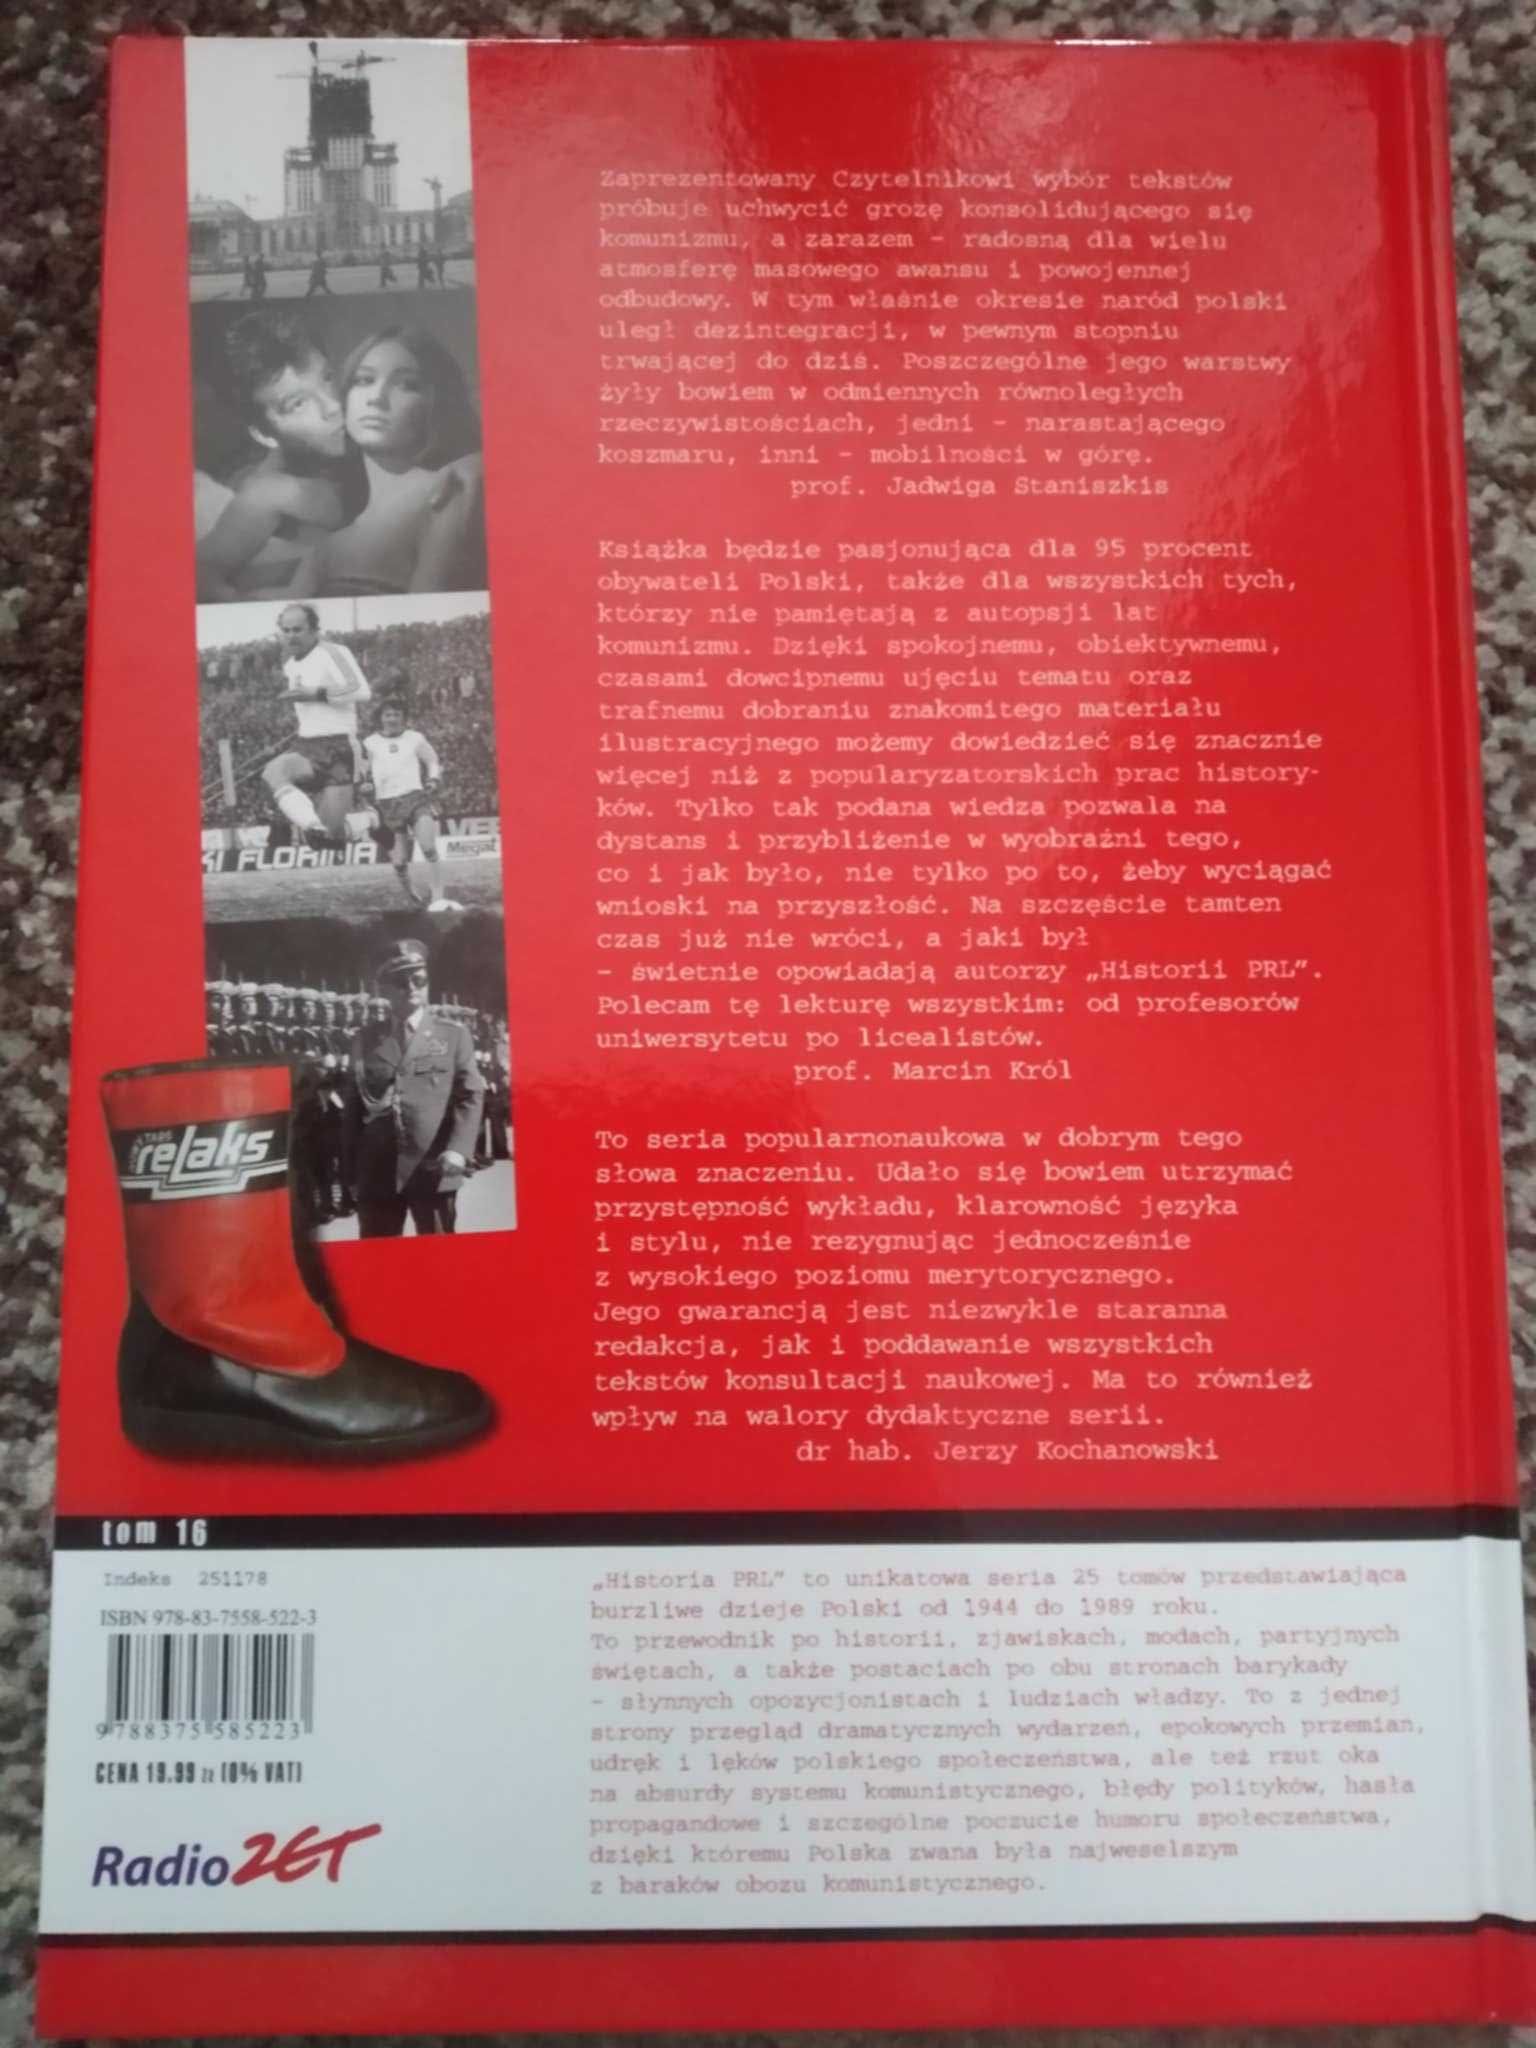 Zaprezentowany Czytelnikowi wybór tekstów
próbuje uchwycić grozę konsolidującego się
komunizmu, a zarazem – radosną dla wielu
atmosferę masowego awansu i powojennej
odbudowy. W tym właśnie okresie naród polski
uległ dezintegracji, w pewnym stopniu
trwającej do dziś. Poszczególne jego warstwy
żyły bowiem w odmiennych równoległych
rzeczywistościach, jedni – narastającego
koszmaru, inni – mobilności w górę.
prof. Jadwiga Staniszkis
Książka będzie pasjonująca dla 95 procent
obywateli Polski, także dla wszystkich tych,
którzy nie pamiętają z autopsji lat
komunizmu. Dzięki spokojnemu, obiektywnemu,
czasami dowcipnemu ujęciu tematu oraz
trafnemu dobraniu znakomitego materiału
ilustracyjnego możemy dowiedzieć się znacznie
więcej niż z popularyzatorskich prac history-
ków. Tylko tak podana wiedza pozwala na
dystans i przybliżenie w wyobraźni tego,
co i jak było, nie tylko po to, żeby wyciągać
wnioski na przyszłość. Na szczęście tamten
czas już nie wróci, a jaki był
– świetnie opowiadają autorzy „Historii PRL”.
Polecam tę lekturę wszystkim: od profesorów
uniwersytetu po licealistów.
prof. Marcin Król
To seria popularnonaukowa w dobrym tego
słowa znaczeniu. Udało się bowiem utrzymać
przystępność wykładu, klarowność języka
i stylu, nie rezygnując jednocześnie
z wysokiego poziomu merytorycznego.
Jego gwarancją jest niezwykle staranna
redakcja, jak i poddawanie wszystkich
tekstów konsultacji naukowej. Ma to również
wpływ na walory dydaktyczne serii.
dr hab. Jerzy Kochanowski
KI FLORINA
Megat
relaks
tom 16
Indeks 251178
ISBN 978-83-7558-522-3
9 788375 585223
CENA 19.99 zł (0% VAT)
Radio ZET
„Historia PRL” to unikatowa seria 25 tomów przedstawiająca
burzliwe dzieje Polski od 1944 do 1989 roku.
To przewodnik po historii, zjawiskach, modach, partyjnych
świętach, a także postaciach po obu stronach barykady
– słynnych opozycjonistach i ludziach władzy. To z jednej
strony przegląd dramatycznych wydarzeń, epokowych przemian,
udręk i lęków polskiego społeczeństwa, ale też rzut oka
na absurdy systemu komunistycznego, błędy polityków, hasła
propagandowe i szczególne poczucie humoru społeczeństwa,
dzięki któremu Polska zwana była najweselszym
z baraków obozu komunistycznego.